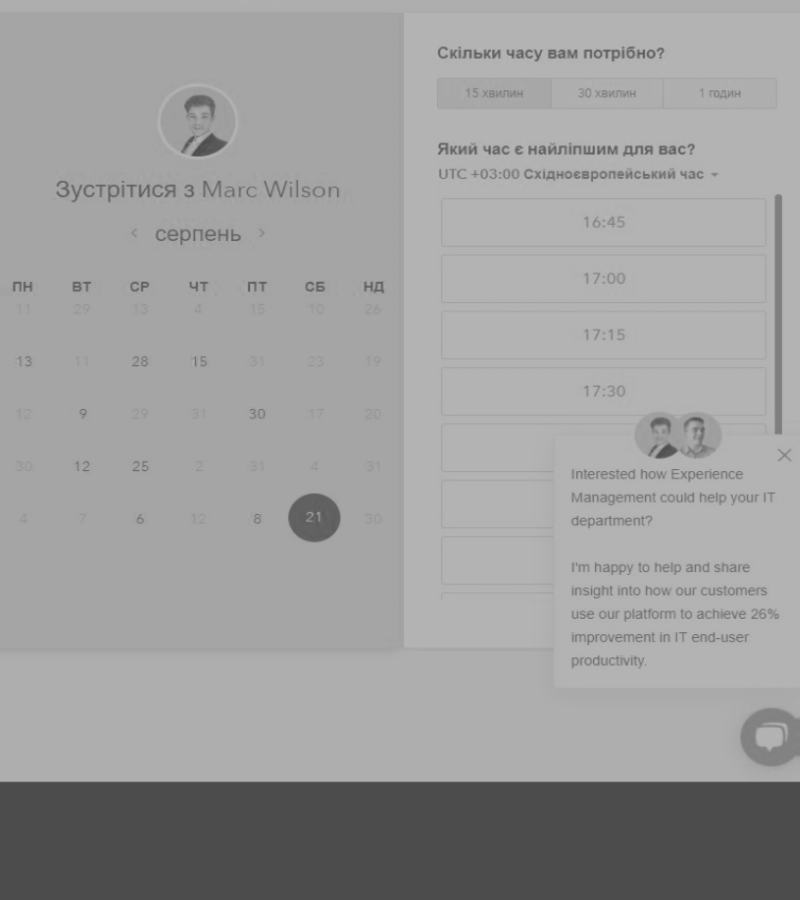 Зустрітися з Marc Wilson
серпень
ПН ВТ СР ЧТ ПТ СБ НД
11 29 13 4 15 10 26
13 11 28 15 31 23 19
12 9 29 31 30 17 20
30 12 25 2 31 4 31
4 7 6 12 8 21 30
Скільки часу вам потрібно?
15 хвилин 30 хвилин 1 годин
Який час є найліпшим для вас?
UTC +03:00 Східноєвропейський час
16:45
17:00
17:15
17:30
Interested how Experience
Management could help your IT
department?
I'm happy to help and share
insight into how our customers
use our platform to achieve 26%
improvement in IT end-user
productivity.